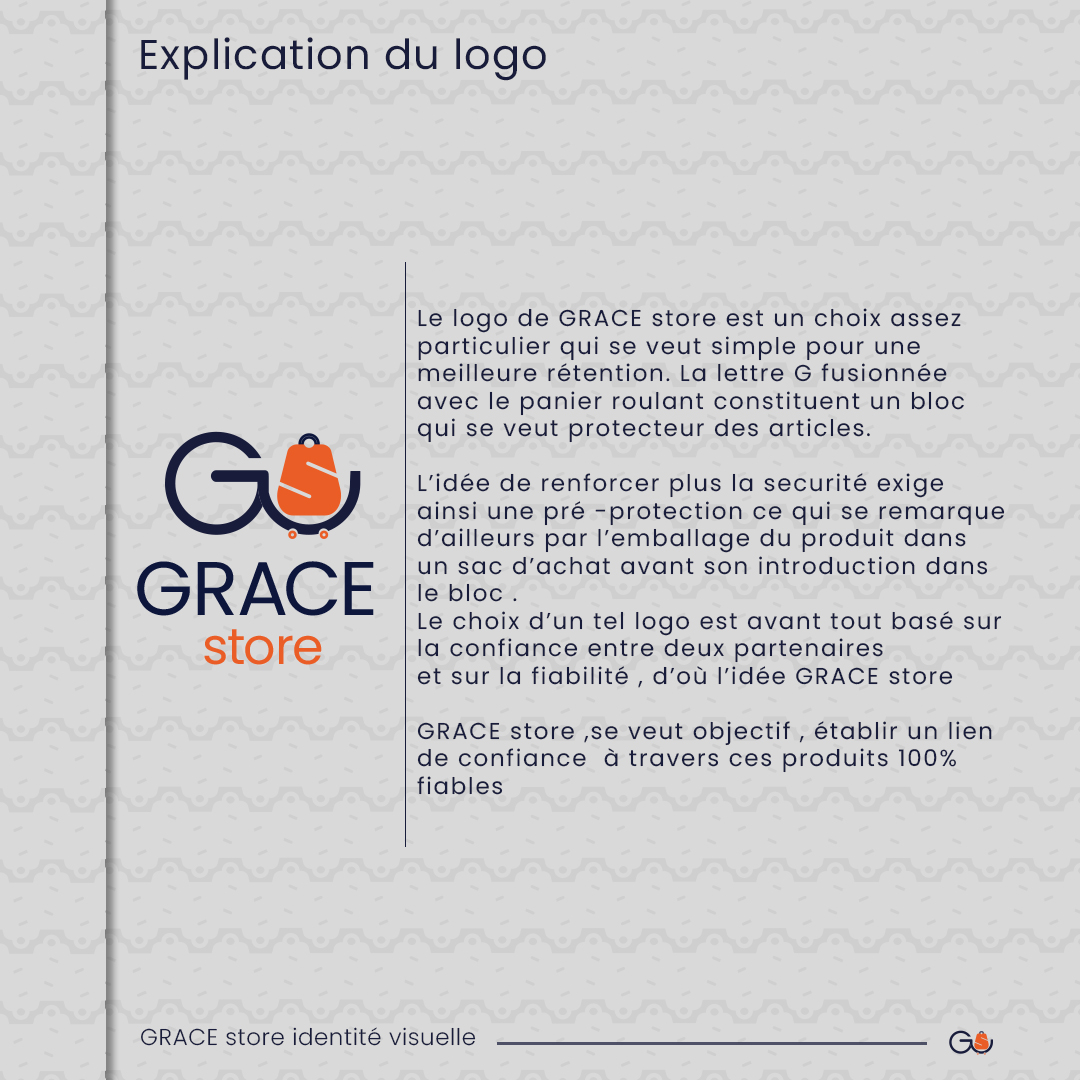 Explication du logo
GRACE
store
Le logo de GRACE store est un choix assez
particulier qui se veut simple pour une
meilleure rétention. La lettre G fusionnée
avec le panier roulant constituent un bloc
qui se veut protecteur des articles.
L’idée de renforcer plus la securité exige
ainsi une pré -protection ce qui se remarque
d’ailleurs par l’emballage du produit dans
un sac d’achat avant son introduction dans
le bloc .
Le choix d’un tel logo est avant tout basé sur
la confiance entre deux partenaires
et sur la fiabilité , d’où l’idée GRACE store
GRACE store ,se veut objectif , établir un lien
de confiance  à travers ces produits 100%
fiables
GRACE store identité visuelle